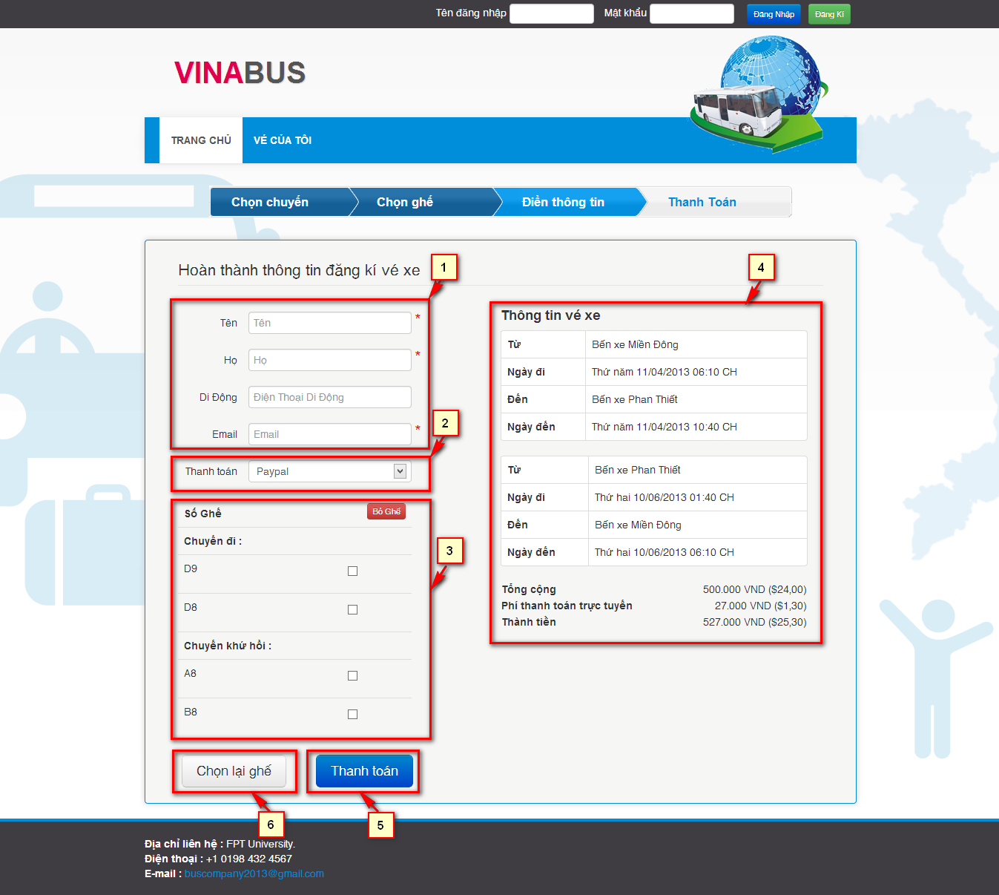 Tên đăng nhập Mật khẩu Đăng Nhập Đăng Kí
VINABUS
TRANG CHỦ VÉ CỦA TÔI
Chọn chuyến Chọn ghế Điền thông tin Thanh Toán
Hoàn thành thông tin đăng kí vé xe
1
4
Tên Tên *
Họ Họ *
Di Động Điện Thoại Di Động
Email Email *
2
Thanh toán Paypal
Số Ghế Bỏ Ghế
Chuyến đi :
3
D9
D8
Chuyến khứ hồi :
A8
B8
Thông tin vé xe
Từ Bến xe Miền Đông
Ngày đi Thứ năm 11/04/2013 06:10 CH
Đến Bến xe Phan Thiết
Ngày đến Thứ năm 11/04/2013 10:40 CH
Từ Bến xe Phan Thiết
Ngày đi Thứ hai 10/06/2013 01:40 CH
Đến Bến xe Miền Đông
Ngày đến Thứ hai 10/06/2013 06:10 CH
Tổng cộng 500.000 VND ($24,00)
Phí thanh toán trực tuyến 27.000 VND ($1,30)
Thành tiền 527.000 VND ($25,30)
Chọn lại ghế Thanh toán
6 5
Địa chỉ liên hệ : FPT University.
Điện thoại : +1 0198 432 4567
E-mail : buscompany2013@gmail.com